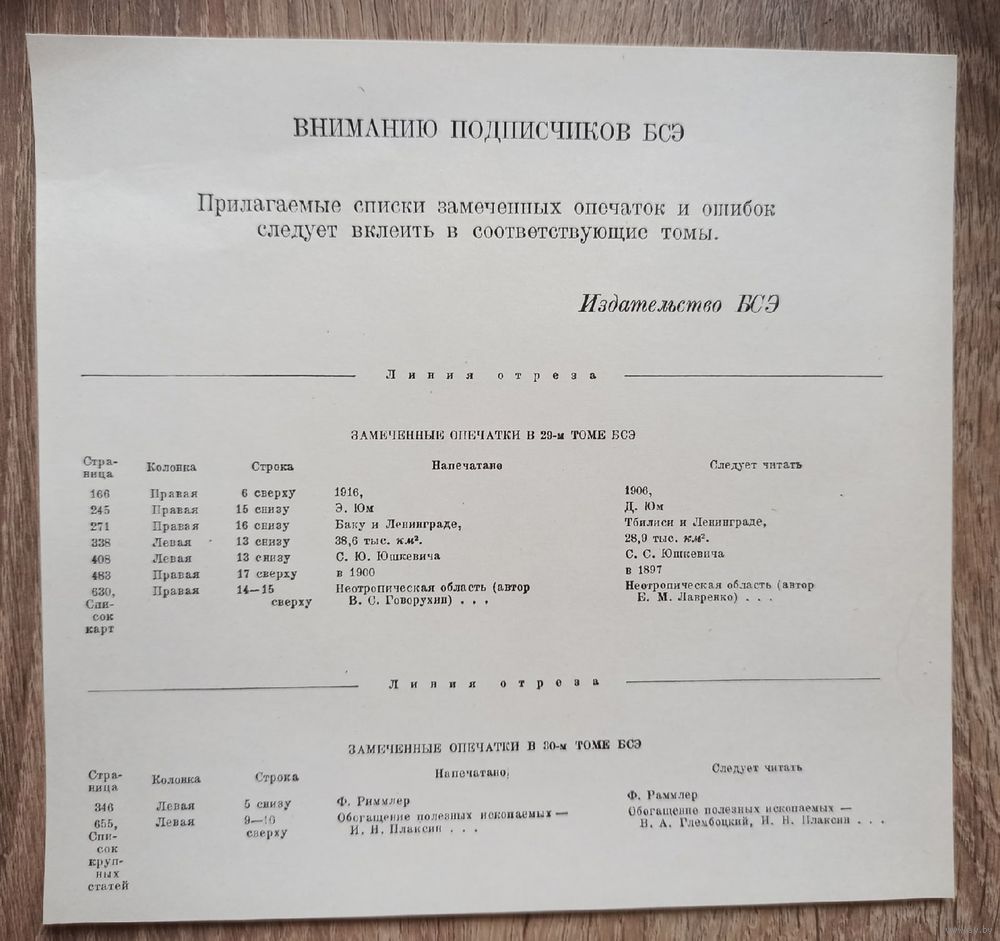 ВНИМАНИЮ ПОДПИСЧИКОВ БСЭ
Прилагаемые списки замеченных опечаток и ошибок
следует вклеить в соответствующие томы.
Издательство БСЭ
Линия отреза
ЗАМЕЧЕННЫЕ ОПЕЧАТКИ В 29-м ТОМЕ БСЭ
Стра-
ница Колонка Строка Напечатано Следует читать
166 Правая 6 сверху 1916, 1906,
245 Правая 15 снизу Э. Юм Д. Юм
271 Правая 16 снизу Баку и Ленинграде, Тбилиси и Ленинграде,
338 Левая 13 снизу 38,6 тыс. км². 28,9 тыс. км².
408 Левая 13 снизу С. Ю. Юшкевича С. С. Юшкевича
483 Правая 17 сверху в 1900 в 1897
630, Правая 14—15 Неотропическая область (автор Неотропическая область (автор
Спи- сверху В. С. Говорухин) . . . Е. М. Лавренко) . . .
сок
карт
Линия отреза
ЗАМЕЧЕННЫЕ ОПЕЧАТКИ В 30-м ТОМЕ БСЭ
Стра-
ница Колонка Строка Напечатано Следует читать
346 Левая 5 снизу Ф. Риммлер Ф. Раммлер
655, Левая 9—10 Обогащение полезных ископаемых — Обогащение полезных ископаемых —
Спи- сверху И. Н. Плаксин . . . В. А. Глембоцкий, И. Н. Плаксин . . .
сок
круп-
ных
статей